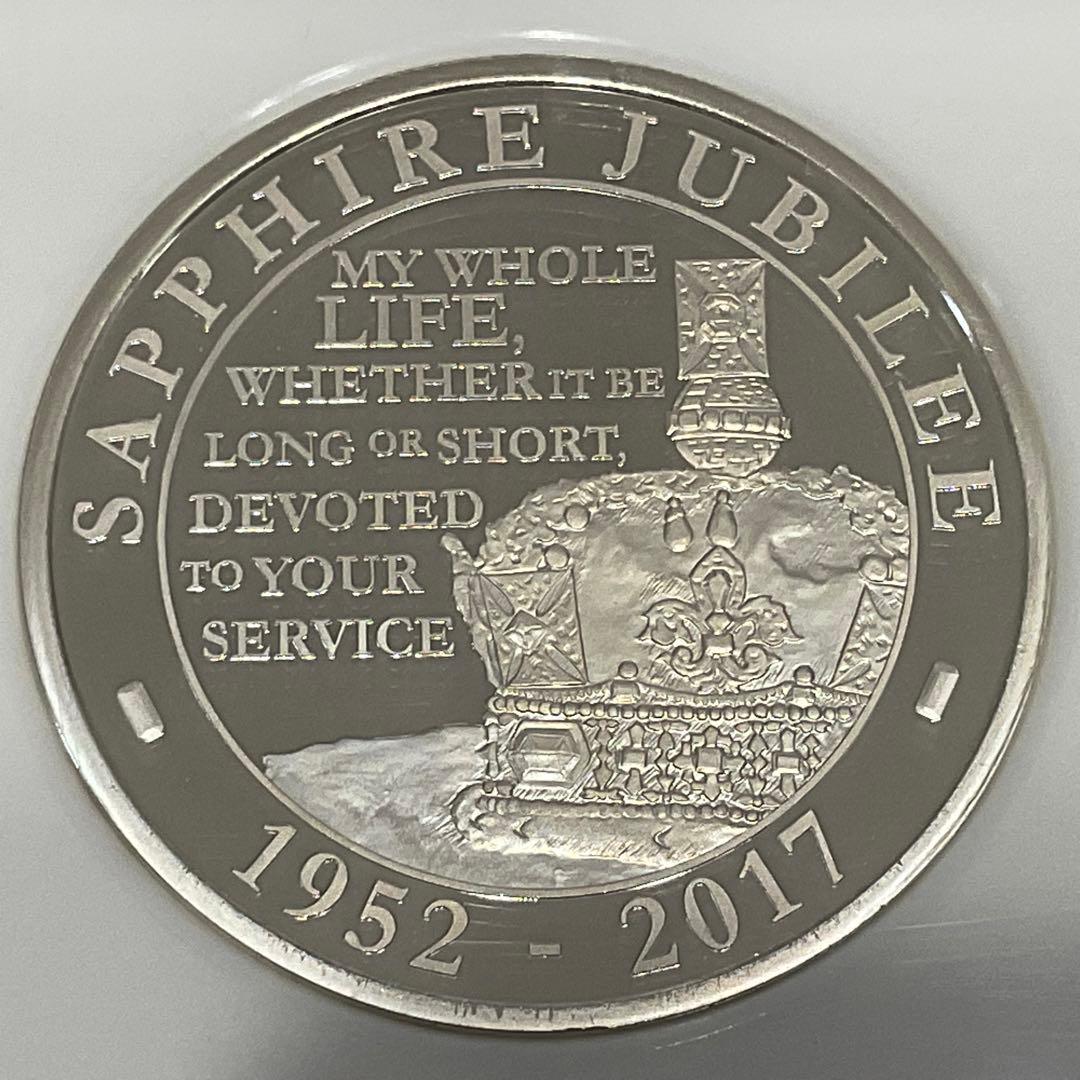 SAPPHIRE JUBILEE
MY WHOLE
LIFE,
WHETHER IT BE
LONG OR SHORT,
DEVOTED
TO YOUR
SERVICE
1952 - 2017